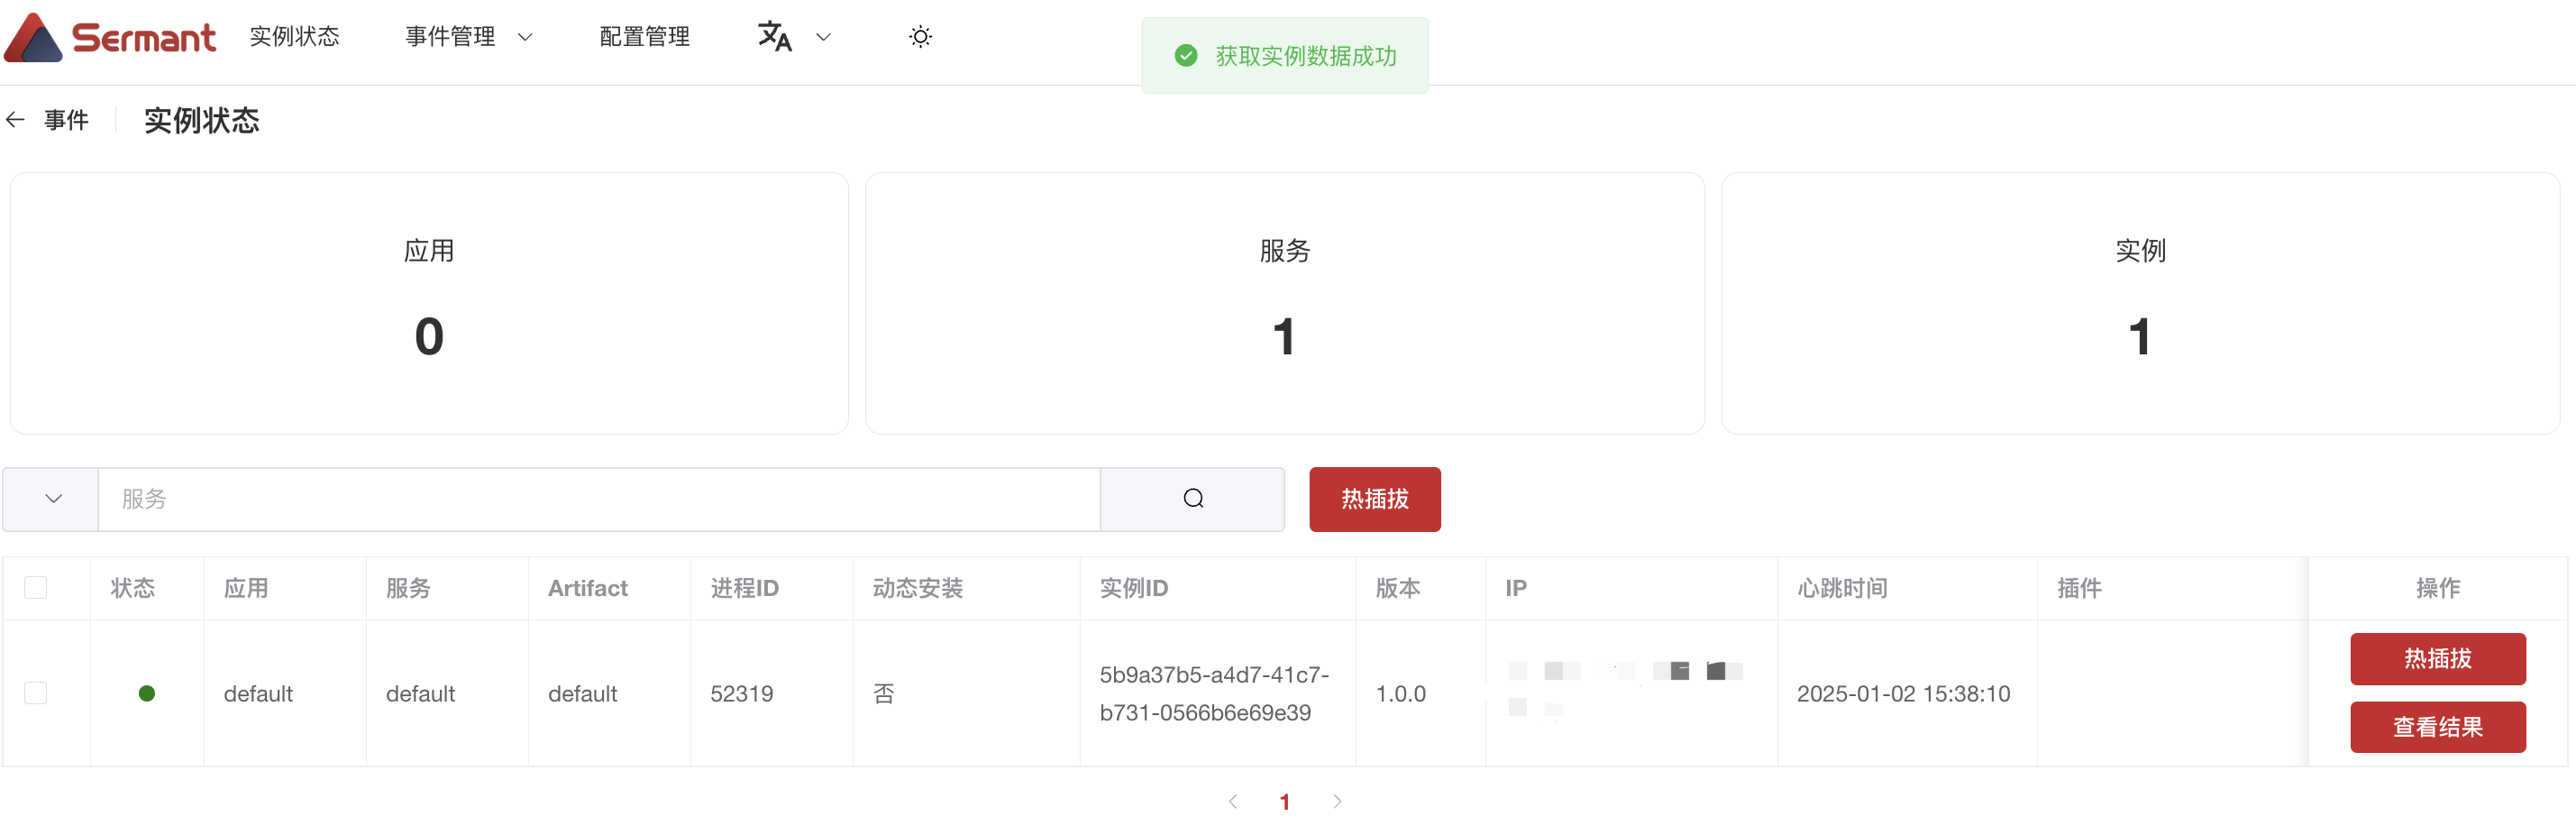 Sermant 实例状态 事件管理 配置管理
获取实例数据成功
事件 实例状态
应用 服务 实例
0 1 1
服务 热插拔
状态 应用 服务 Artifact 进程ID 动态安装 实例ID 版本 IP 心跳时间 插件 操作
default default default 52319 否 5b9a37b5-a4d7-41c7-
b731-0566b6e69e39 1.0.0 2025-01-02 15:38:10 热插拔
查看结果
1